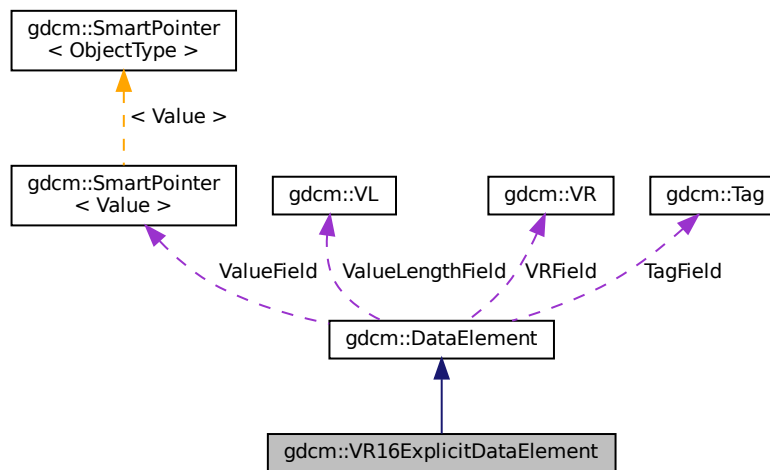 gdcm::SmartPointer
< ObjectType >
< Value >
gdcm::SmartPointer
< Value >
gdcm::VL
gdcm::VR
gdcm::Tag
ValueField
ValueLengthField
VRField
TagField
gdcm::DataElement
gdcm::VR16ExplicitDataElement